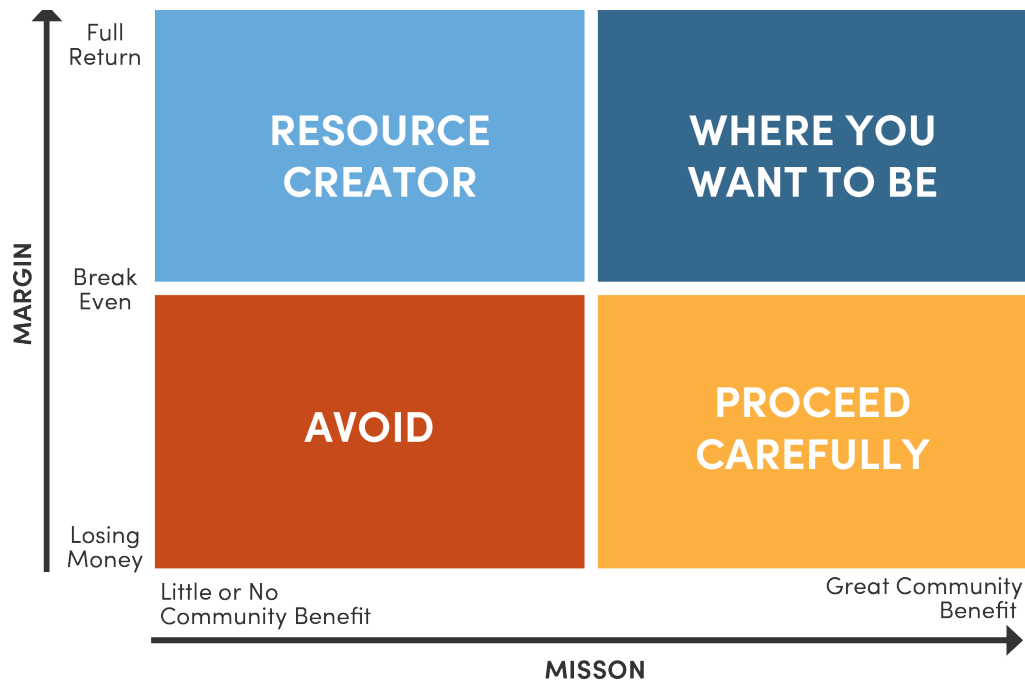 Full
Return
RESOURCE
CREATOR
WHERE YOU
WANT TO BE
MARGIN
Break
Even
AVOID
PROCEED
CAREFULLY
Losing
Money
Little or No
Community Benefit
Great Community
Benefit
MISSON